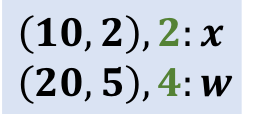 (10, 2), 2: x
(20, 5), 4: w